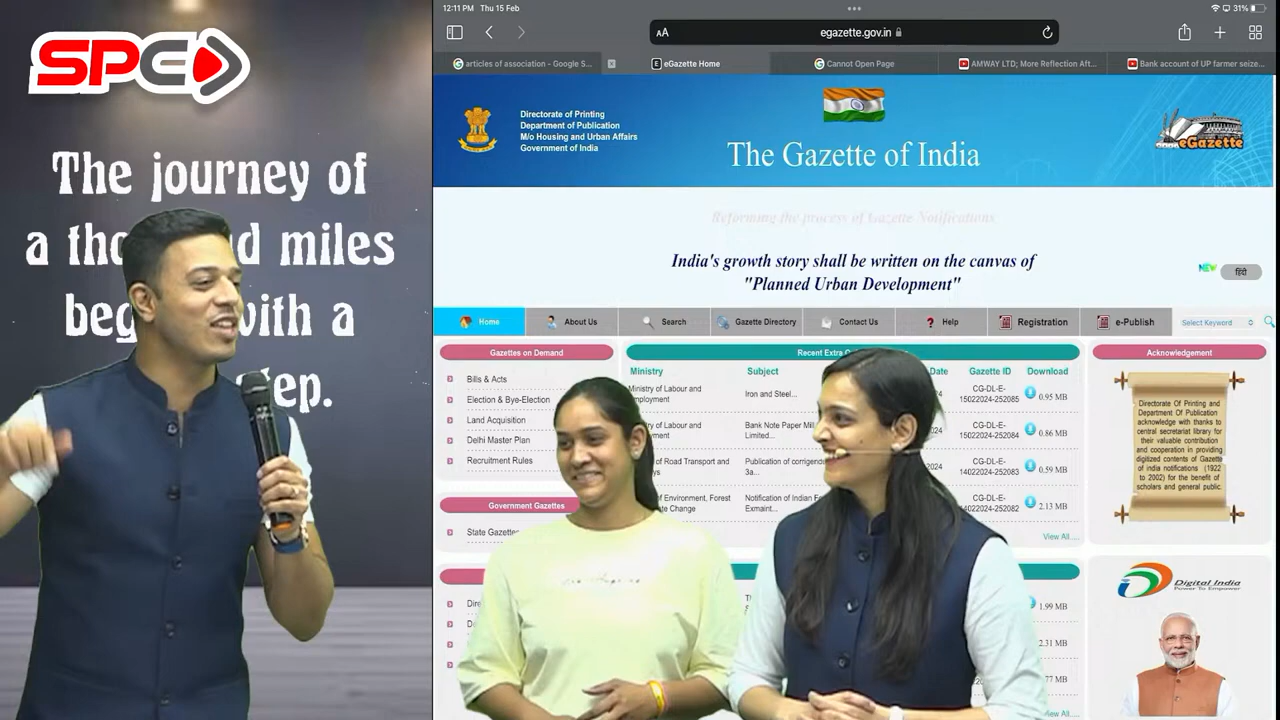 12:11 PM Thu 15 Feb
31%
SPE
The journey of
a tho d miles
beg with a
tep.
AA
egazette.gov.in
articles of association - Google S...
eGazette Home
Cannot Open Page
AMWAY LTD; More Reflection Aft...
Bank account of UP farmer seize...
Directorate of Printing
Department of Publication
M/o Housing and Urban Affairs
Government of India
The Gazette of India
eGazette
Reforming the process of Gazette Notifications
India's growth story shall be written on the canvas of
"Planned Urban Development"
NEW
हिंदी
Home
About Us
Search
Gazette Directory
Contact Us
Help
Registration
e-Publish
Select Keyword
Gazettes on Demand
Bills & Acts
Election & Bye-Election
Land Acquisition
Delhi Master Plan
Recruitment Rules
Government Gazettes
State Gazettes
Recent Extra
Ministry Subject Date Gazette ID Download
Ministry of Labour and
Iron and Steel...
CG-DL-E-
15022024-252085
0.95 MB
of Labour and
Bank Note Paper Mill
Limited...
2024
CG-DL-E-
15022024-252084
0.86 MB
of Road Transport and
Publication of corrigend
3a...
2024
CG-DL-E-
14022024-252083
0.59 MB
of Environment, Forest
te Change
Notification of Indian Fo
Exmaint...
CG-DL-E-
14022024-252082
2.13 MB
View All....
1.99 MB
2.31 MB
77 MB
View All....
Acknowledgement
Directorate Of Printing and
Department Of Publication
acknowledge with thanks to
central secretariat library for
their valuable contribution
and cooperation in providing
digitized contents of Gazette
of india notifications (1922
to 2002) for the benefit of
scholars and general public.
Digital India
Power To Empower